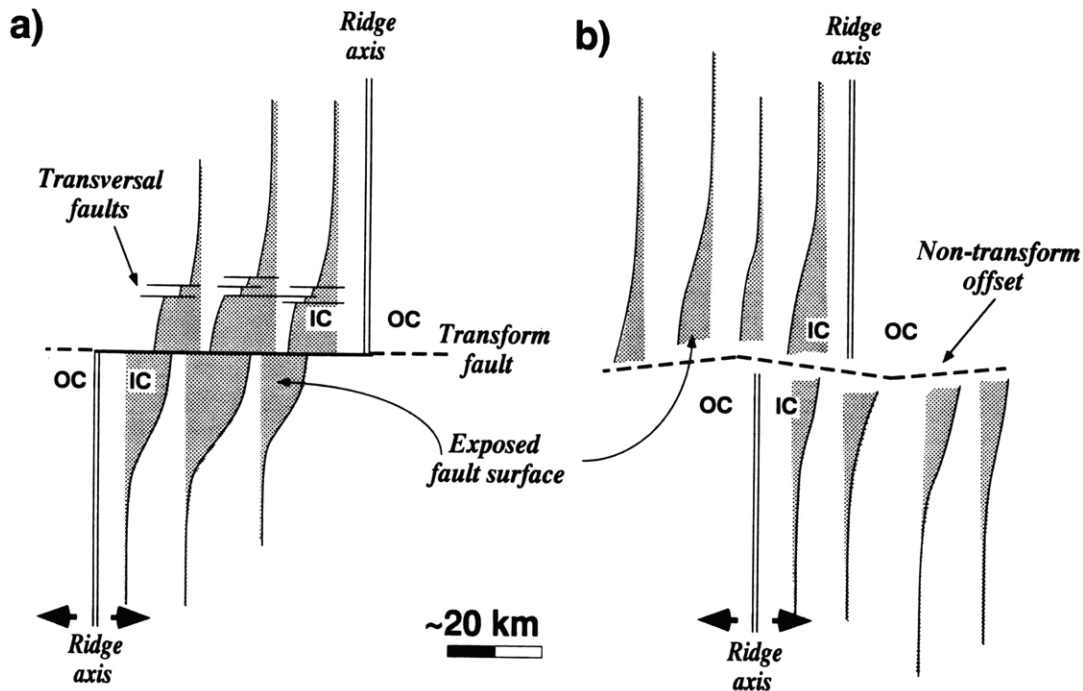 a)
Ridge
axis
Transversal
faults
IC
OC
Transform
fault
OC
IC
Exposed
fault surface
Ridge
axis
~20 km
b)
Ridge
axis
Non-transform
offset
IC
OC
OC
IC
Ridge
axis